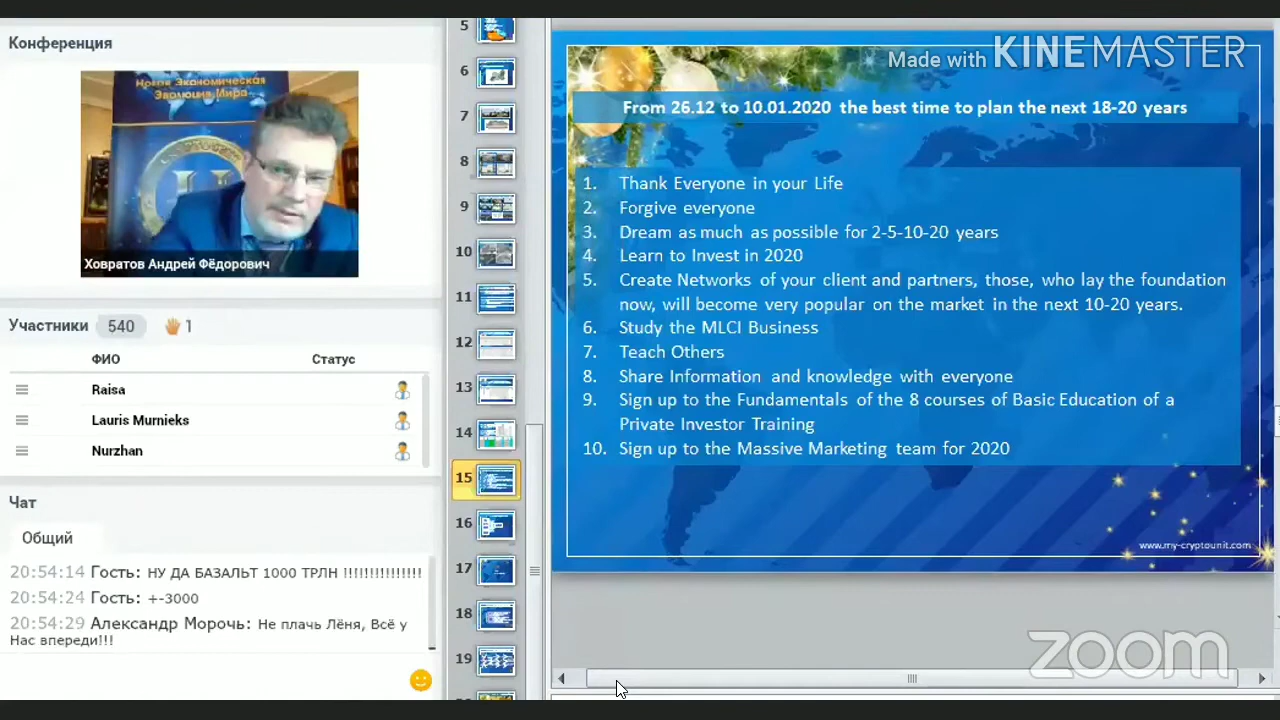 Конференция
Новая Экономическая
Эволюция Мира
Ховратов Андрей Фёдорович
Участники 540 1
ФИО Статус
Raisa
Lauris Murnieks
Nurzhan
Чат
Общий
20:54:14 Гость: НУ ДА БАЗАЛЬТ 1000 ТРЛН !!!!!!!!!!!!!!!
20:54:24 Гость: +-3000
20:54:29 Александр Морочь: Не плачь Лёня, Всё у
Нас впереди!!!
5
6
7
8
9
10
11
12
13
14
15
16
17
18
19
Made with KINEMASTER
From 26.12 to 10.01.2020 the best time to plan the next 18-20 years
1. Thank Everyone in your Life
2. Forgive everyone
3. Dream as much as possible for 2-5-10-20 years
4. Learn to Invest in 2020
5. Create Networks of your client and partners, those, who lay the foundation
now, will become very popular on the market in the next 10-20 years.
6. Study the MLCI Business
7. Teach Others
8. Share Information and knowledge with everyone
9. Sign up to the Fundamentals of the 8 courses of Basic Education of a
Private Investor Training
10. Sign up to the Massive Marketing team for 2020
www.my-cryptounit.com
zoom